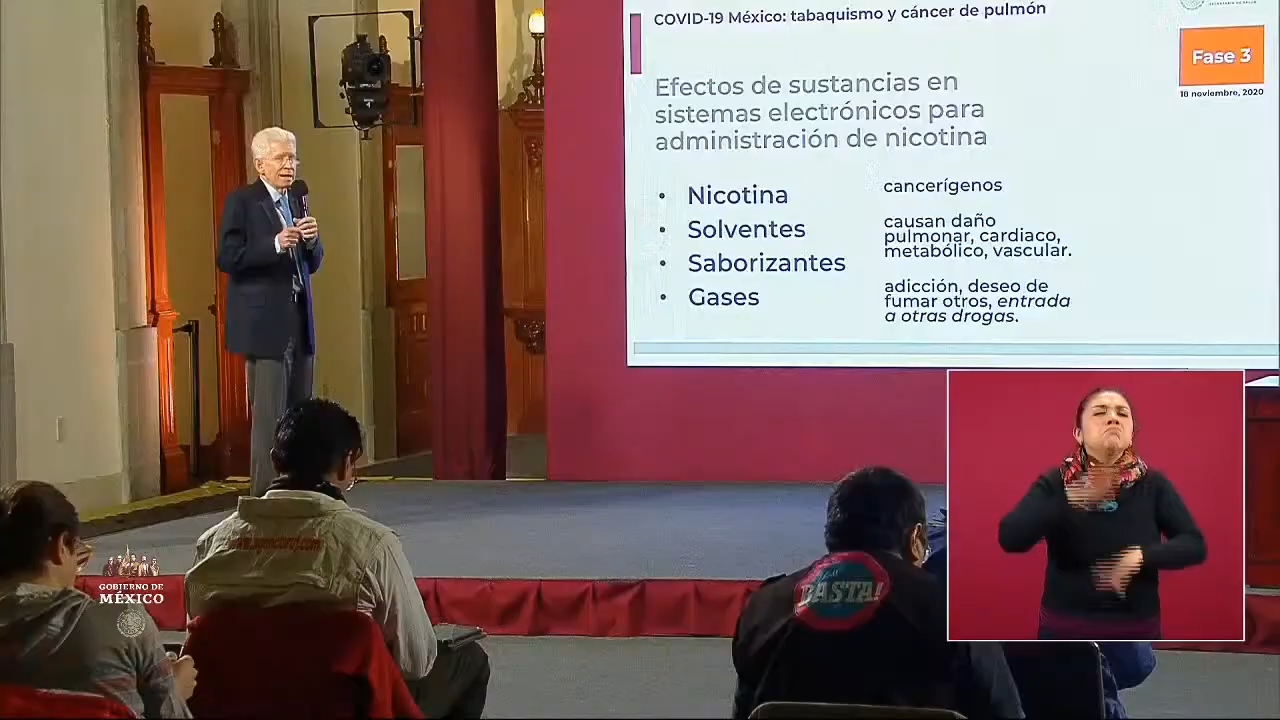 COVID-19 México: tabaquismo y cáncer de pulmón
Fase 3
18 noviembre, 2020
Efectos de sustancias en
sistemas electrónicos para
administración de nicotina
• Nicotina
• Solventes
• Saborizantes
• Gases
cancerígenos
causan daño
pulmonar, cardiaco,
metabólico, vascular.
adicción, deseo de
fumar otros, entrada
a otras drogas.
BASTA!
GOBIERNO DE
MÉXICO